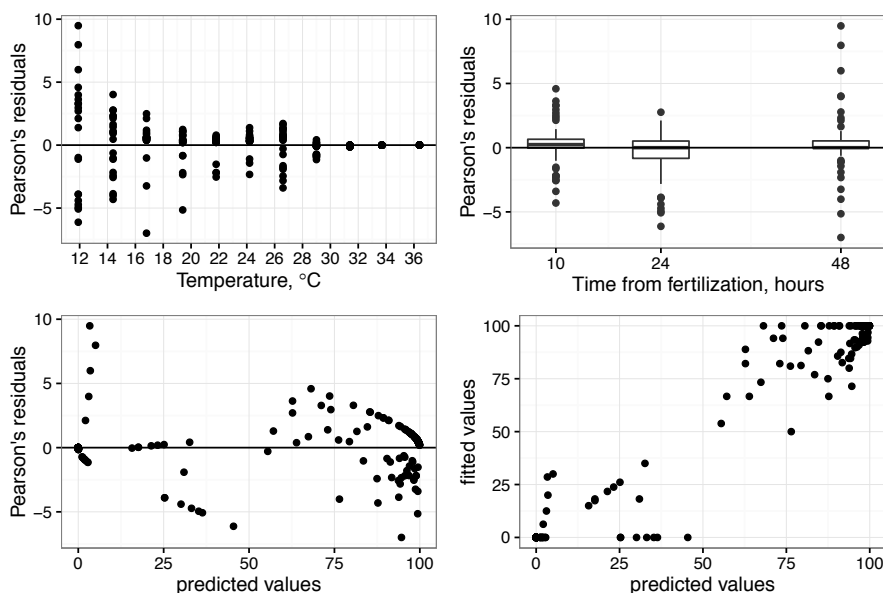 Pearson's residuals
10
5
0
−5
12 14 16 18 20 22 24 26 28 30 32 34 36
Temperature, °C
Pearson's residuals
10
5
0
−5
10 24 48
Time from fertilization, hours
Pearson's residuals
10
5
0
−5
0 25 50 75 100
predicted values
fitted values
100
75
50
25
0
0 25 50 75 100
predicted values